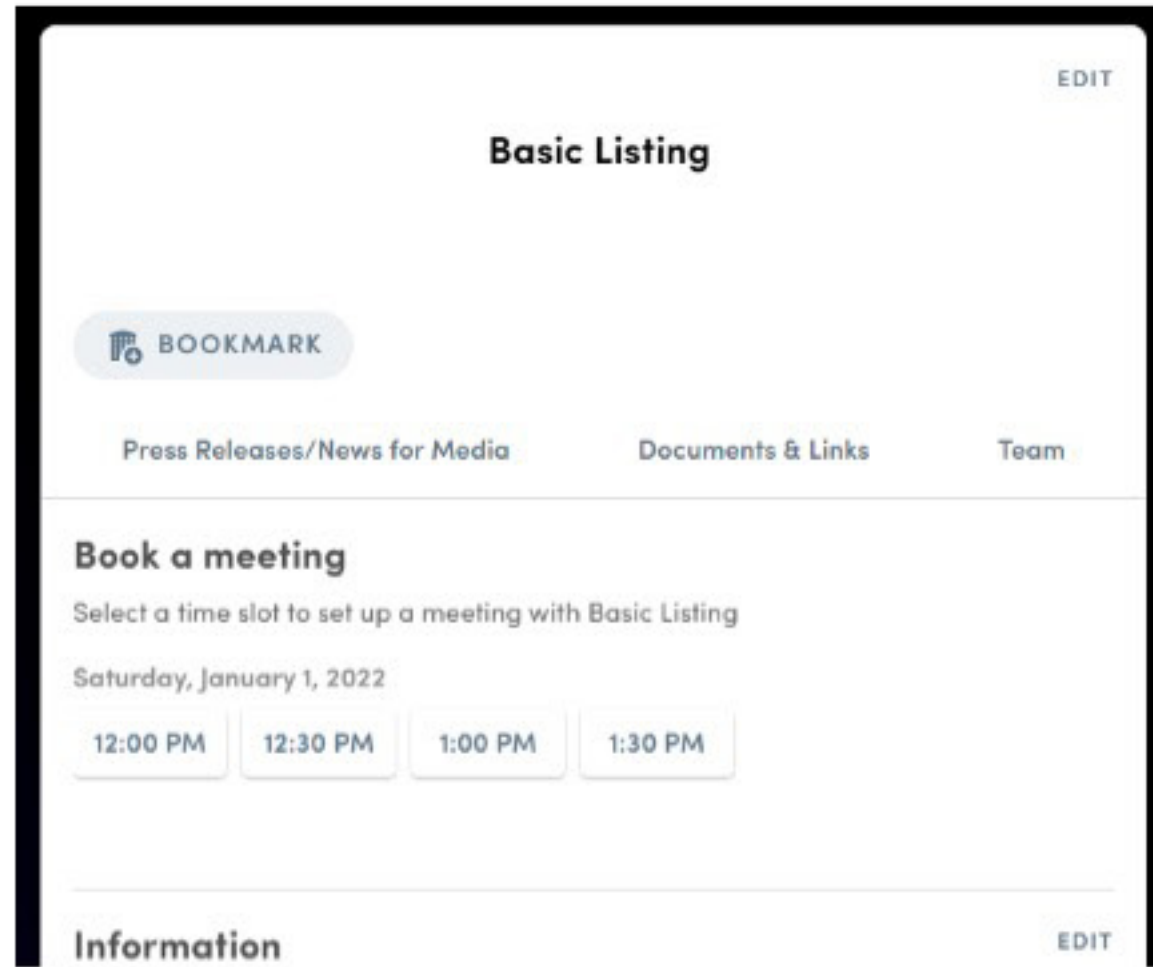 EDIT
Basic Listing
BOOKMARK
Press Releases/News for Media Documents & Links Team
Book a meeting
Select a time slot to set up a meeting with Basic Listing
Saturday, January 1, 2022
12:00 PM 12:30 PM 1:00 PM 1:30 PM
Information EDIT